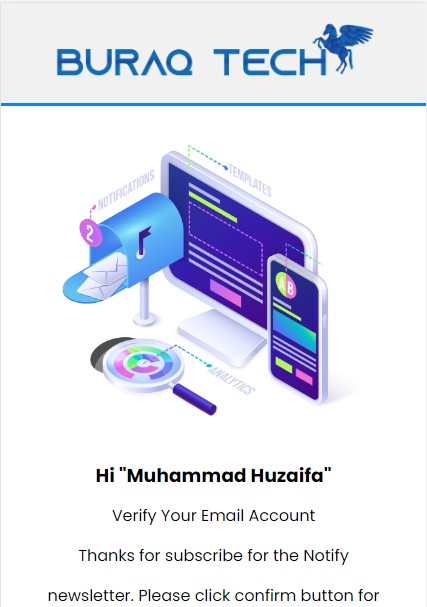 BURAQ TECH
NOTIFICATIONS
TEMPLATES
2
A B
ANALYTICS
Hi "Muhammad Huzaifa"
Verify Your Email Account
Thanks for subscribe for the Notify
newsletter. Please click confirm button for